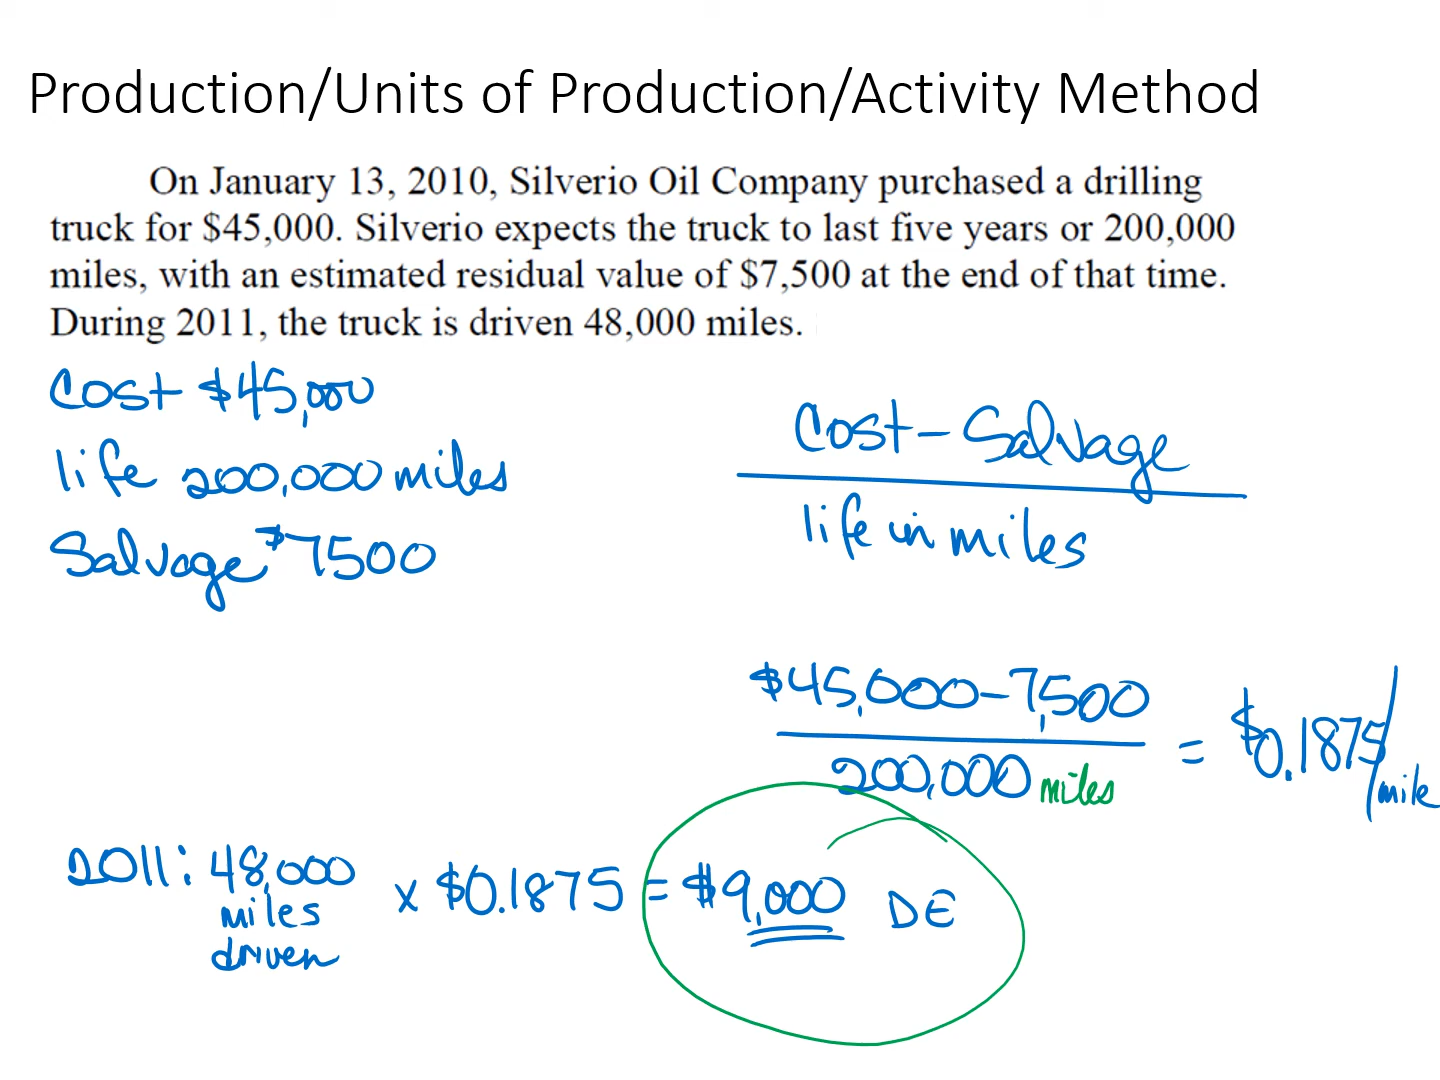 Production/Units of Production/Activity Method
On January 13, 2010, Silverio Oil Company purchased a drilling
truck for $45,000. Silverio expects the truck to last five years or 200,000
miles, with an estimated residual value of $7,500 at the end of that time.
During 2011, the truck is driven 48,000 miles.
Cost $45,000
life 200,000 miles
Salvage $7500
Cost - Salvage
life in miles
$45,000 - 7,500
200,000 miles
= $0.1875/mile
2011: 48,000 x $0.1875 = $9,000 DE
miles
driven